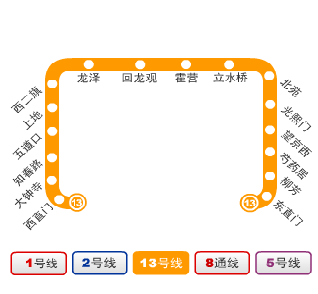 龙泽
回龙观
霍营
立水桥
西二旗
上地
五道口
知春路
大钟寺
西直门
北苑
光熙门
望京西
芍药居
柳芳
东直门
13
13
1号线
2号线
13号线
8通线
5号线